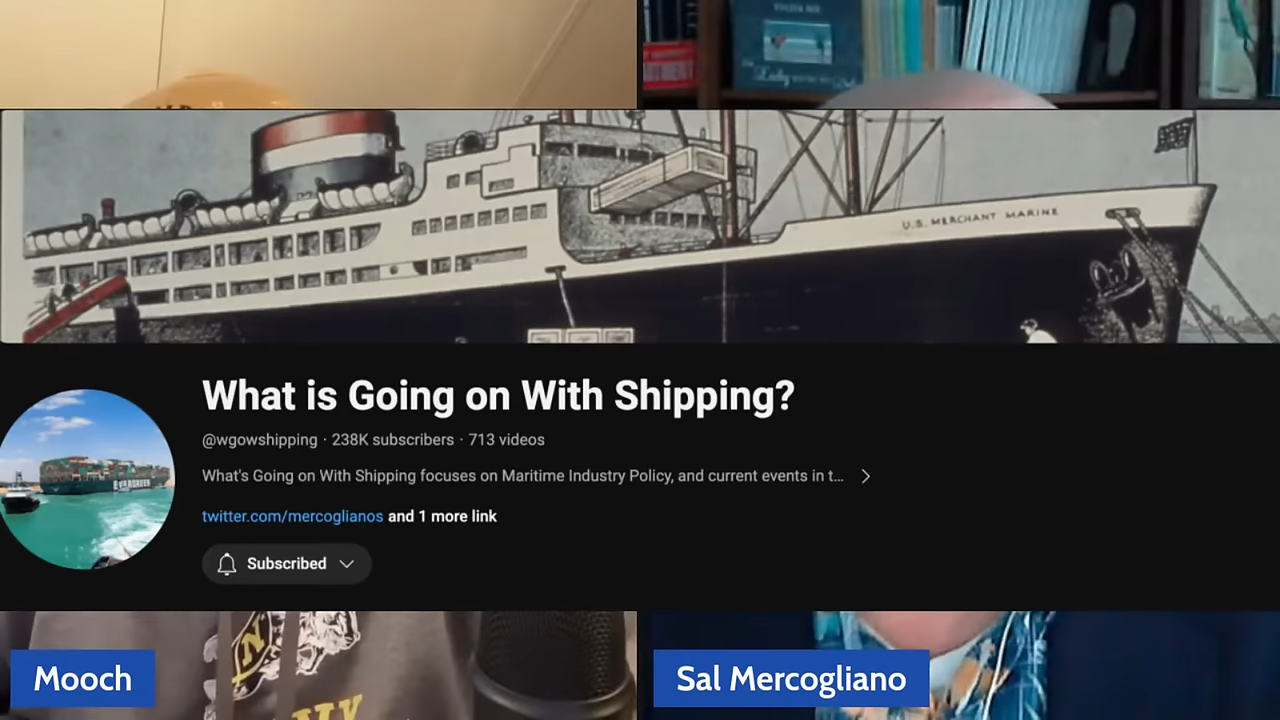 U.S. MERCHANT MARINE
EVERGREEN
What is Going on With Shipping?
@wgowshipping · 238K subscribers · 713 videos
What's Going on With Shipping focuses on Maritime Industry Policy, and current events in t...
twitter.com/mercoglianos and 1 more link
Subscribed
N
Mooch
Sal Mercogliano